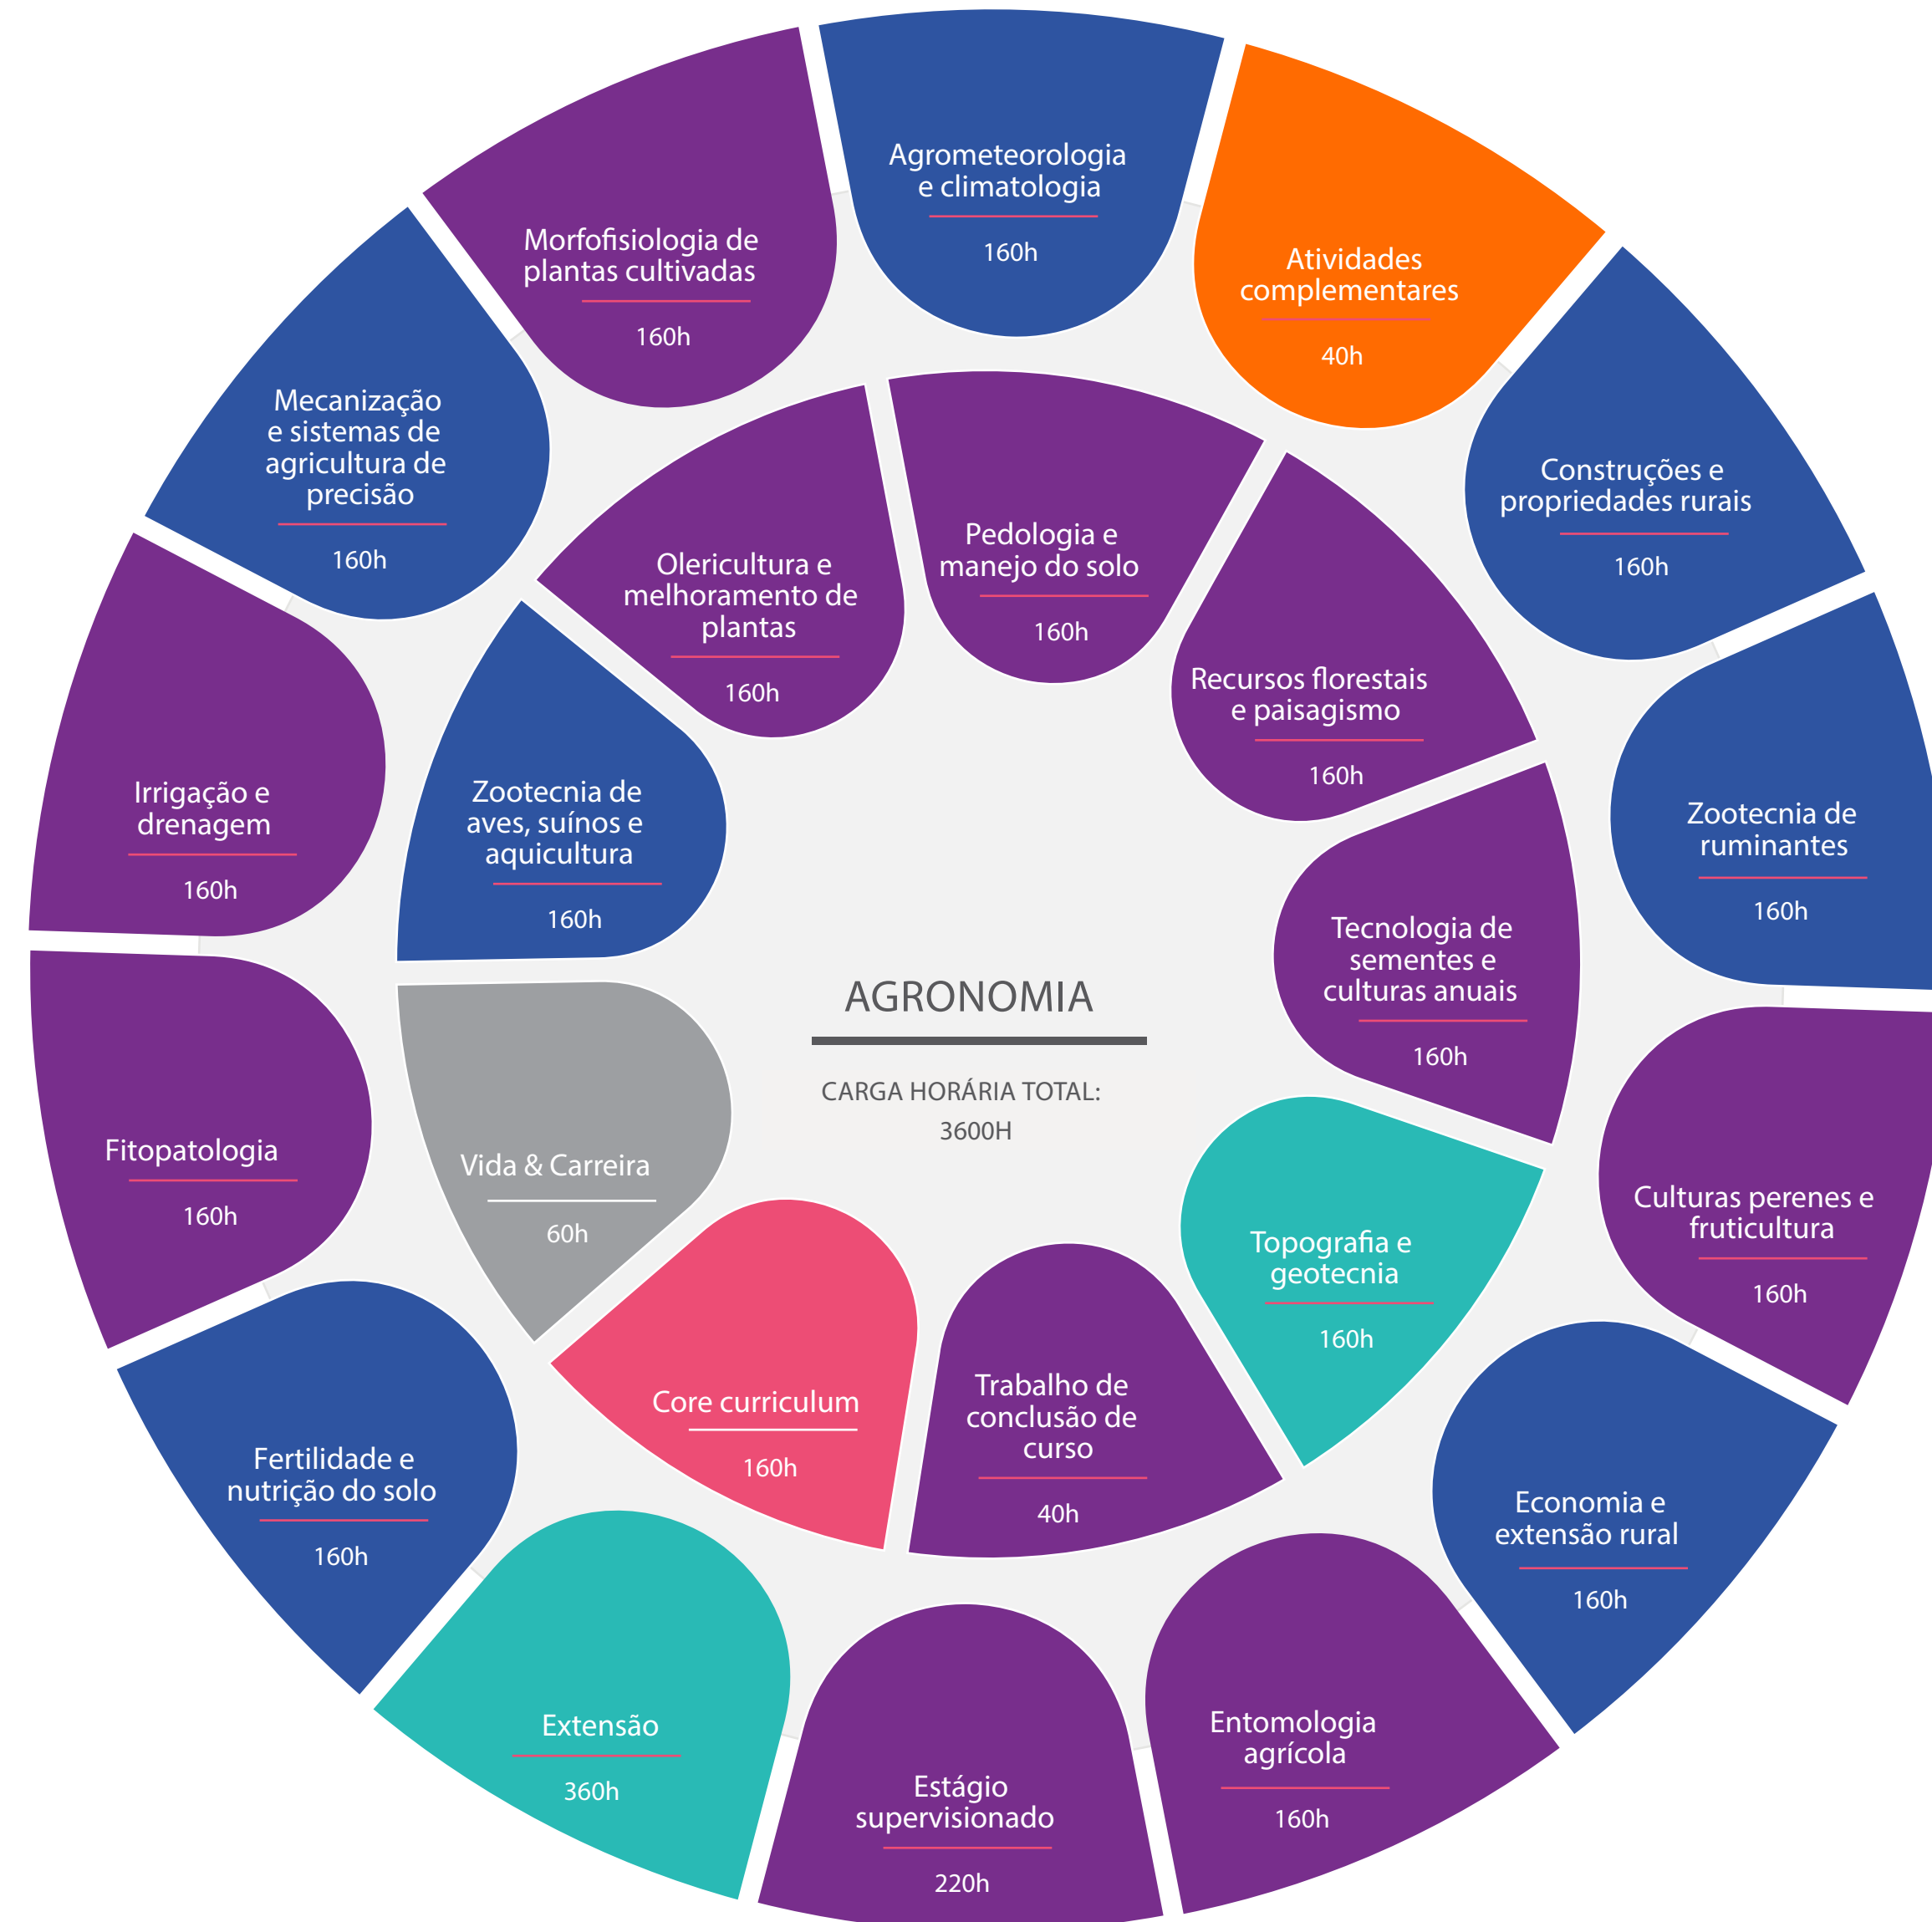 Agrometeorologia
e climatologia
160h
Atividades
complementares
40h
Construções e
propriedades rurais
160h
Zootecnia de
ruminantes
160h
Culturas perenes e
fruticultura
160h
Economia e
extensão rural
160h
Entomologia
agrícola
160h
Estágio
supervisionado
220h
Extensão
360h
Fertilidade e
nutrição do solo
160h
Fitopatologia
160h
Irrigação e
drenagem
160h
Mecanização
e sistemas de
agricultura de
precisão
160h
Morfofisiologia de
plantas cultivadas
160h
Olericultura e
melhoramento de
plantas
160h
Pedologia e
manejo do solo
160h
Recursos florestais
e paisagismo
160h
Tecnologia de
sementes e
culturas anuais
160h
Topografia e
geotecnia
160h
Trabalho de
conclusão de
curso
40h
Core curriculum
160h
Vida & Carreira
60h
Zootecnia de
aves, suínos e
aquicultura
160h
AGRONOMIA
CARGA HORÁRIA TOTAL:
3600H